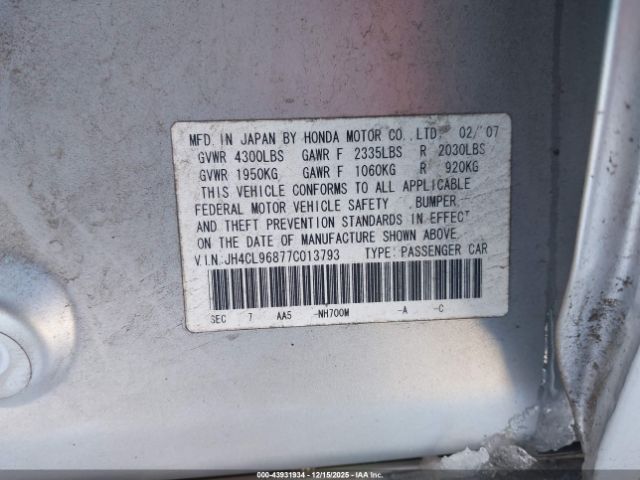 MFD. IN JAPAN BY HONDA MOTOR CO., LTD. 02/'07
GVWR 4300LBS GAWR F 2335LBS R 2030LBS
GVWR 1950KG GAWR F 1060KG R 920KG
THIS VEHICLE CONFORMS TO ALL APPLICABLE
FEDERAL MOTOR VEHICLE SAFETY , BUMPER,
AND THEFT PREVENTION STANDARDS IN EFFECT
ON THE DATE OF MANUFACTURE SHOWN ABOVE.
V.I.N:JH4CL96877C013793 TYPE:PASSENGER CAR
SEC 7 AA5 -NH700M -A -C
Stock #: 43931934 - 12/15/2025 - IAA Inc.